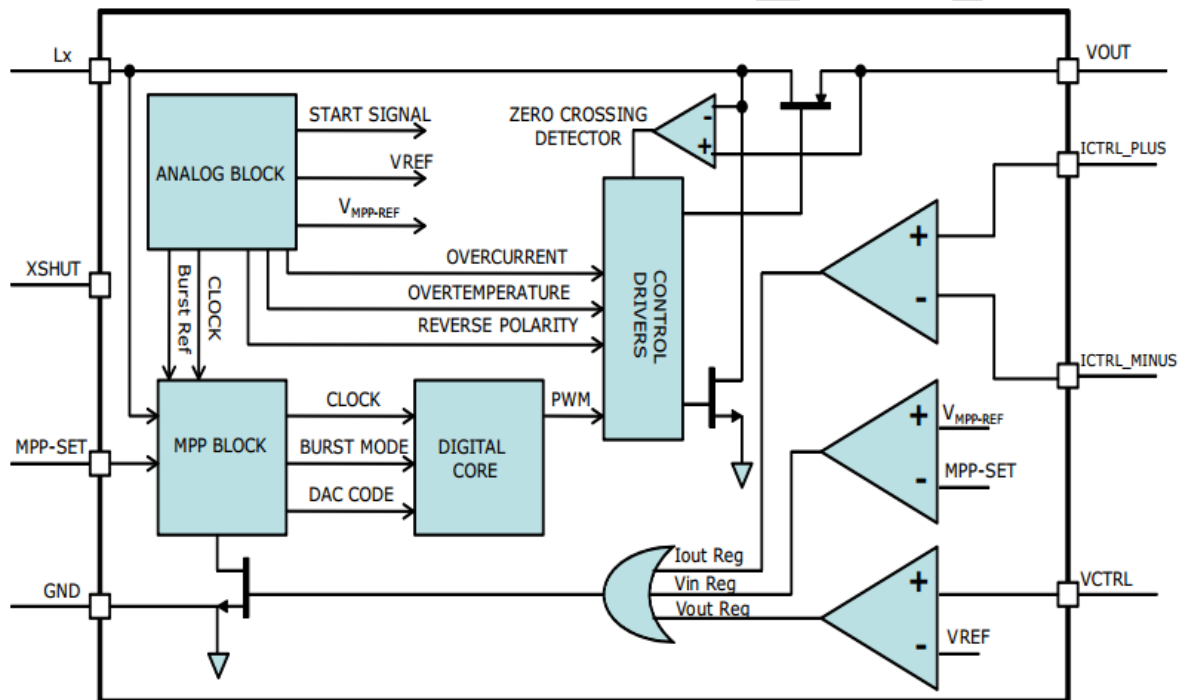 Lx
VOUT
START SIGNAL
ZERO CROSSING
DETECTOR
-
+
ANALOG BLOCK
VREF
VMPP-REF
ICTRL_PLUS
XSHUT
Burst Ref
CLOCK
OVERCURRENT
OVERTEMPERATURE
REVERSE POLARITY
CONTROL
DRIVERS
+
-
ICTRL_MINUS
MPP-SET
MPP BLOCK
CLOCK
BURST MODE
DAC CODE
DIGITAL
CORE
PWM
+
VMPP-REF
-
MPP-SET
GND
Iout Reg
Vin Reg
Vout Reg
+
-
VREF
VCTRL